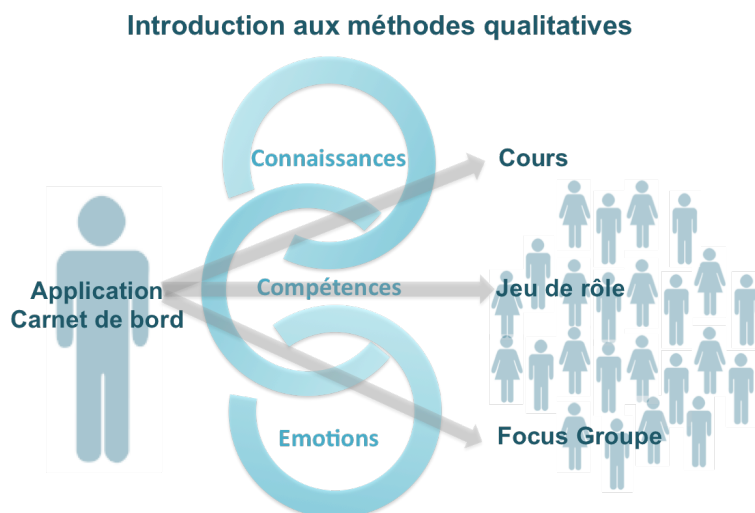 Introduction aux méthodes qualitatives
Connaissances
Cours
Application
Carnet de bord
Compétences
Jeu de rôle
Emotions
Focus Groupe